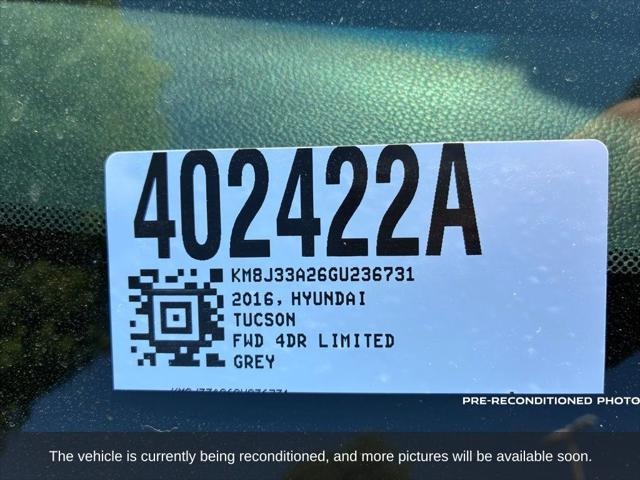 402422A
KM8J33A26GU236731
2016, HYUNDAI
TUCSON
FWD 4DR LIMITED
GREY
PRE-RECONDITIONED PHOTO
The vehicle is currently being reconditioned, and more pictures will be available soon.